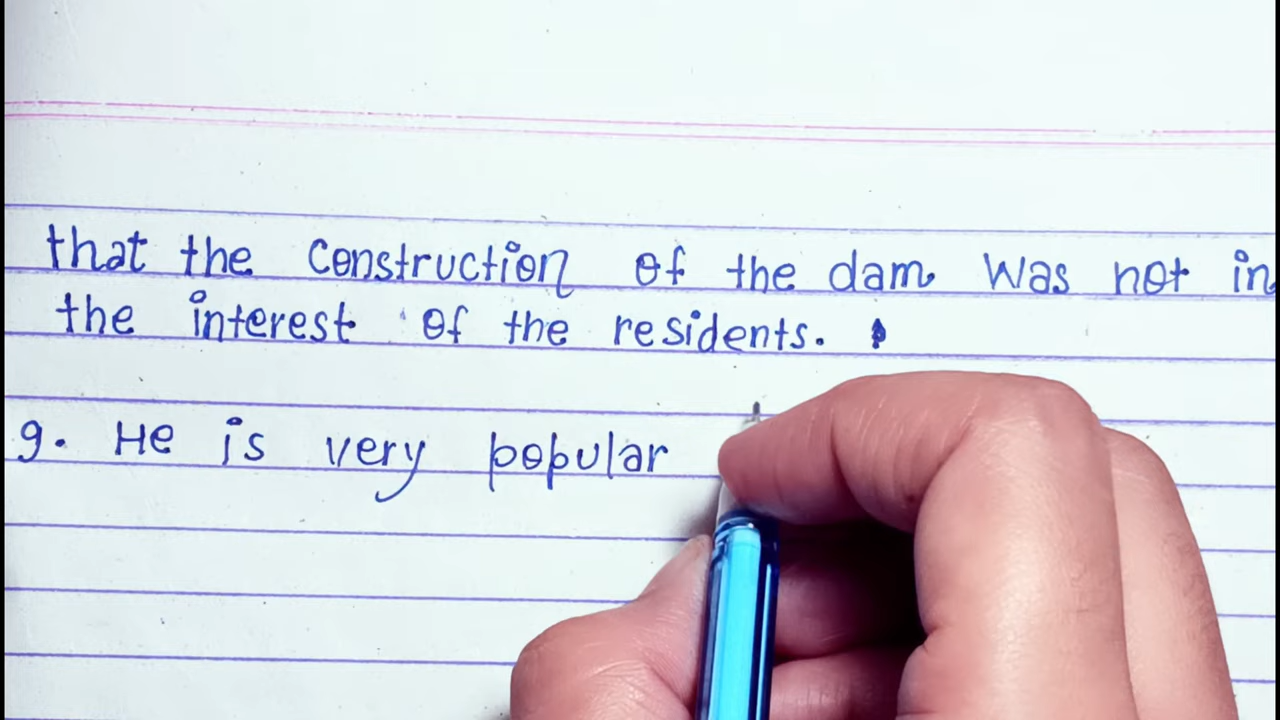 that the construction of the dam was not in
the interest of the residents.
9. He is very popular